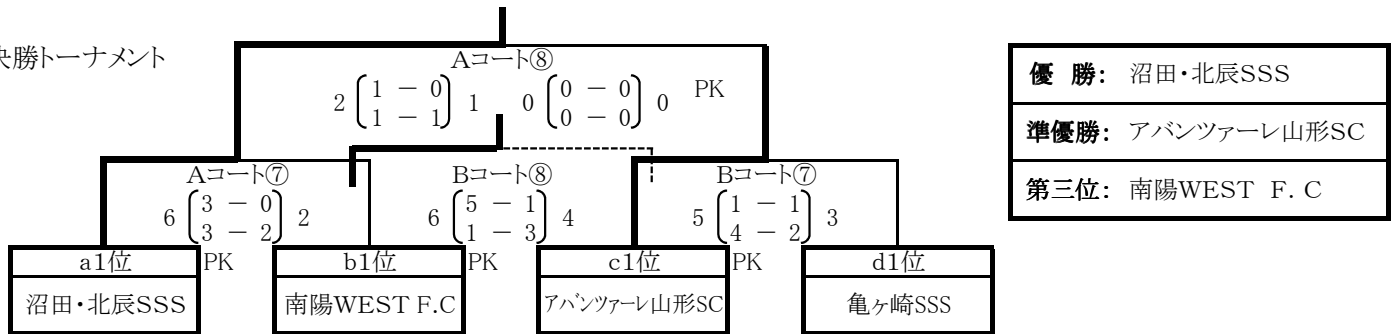 決勝トーナメント
Aコート⑧
2 1 - 0 1 0 0 - 0 0 PK
1 - 1 0 - 0
Aコート⑦ Bコート⑧ Bコート⑦
6 3 - 0 2 6 5 - 1 4 5 1 - 1 3
3 - 2 1 - 3 4 - 2
a1位 PK b1位 PK c1位 PK d1位
沼田・北辰SSS 南陽WEST F.C アバンツァーレ山形SC 亀ヶ崎SSS
優 勝: 沼田・北辰SSS
準優勝: アバンツァーレ山形SC
第三位: 南陽WEST F.C